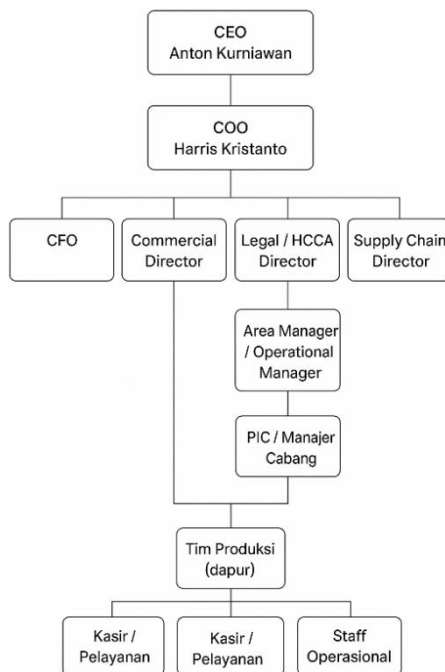 CEO
Anton Kurniawan
COO
Harris Kristanto
CFO
Commercial
Director
Legal / HCCA
Director
Supply Chain
Director
Area Manager
/ Operational
Manager
PIC / Manajer
Cabang
Tim Produksi
(dapur)
Kasir /
Pelayanan
Kasir /
Pelayanan
Staff
Operasional